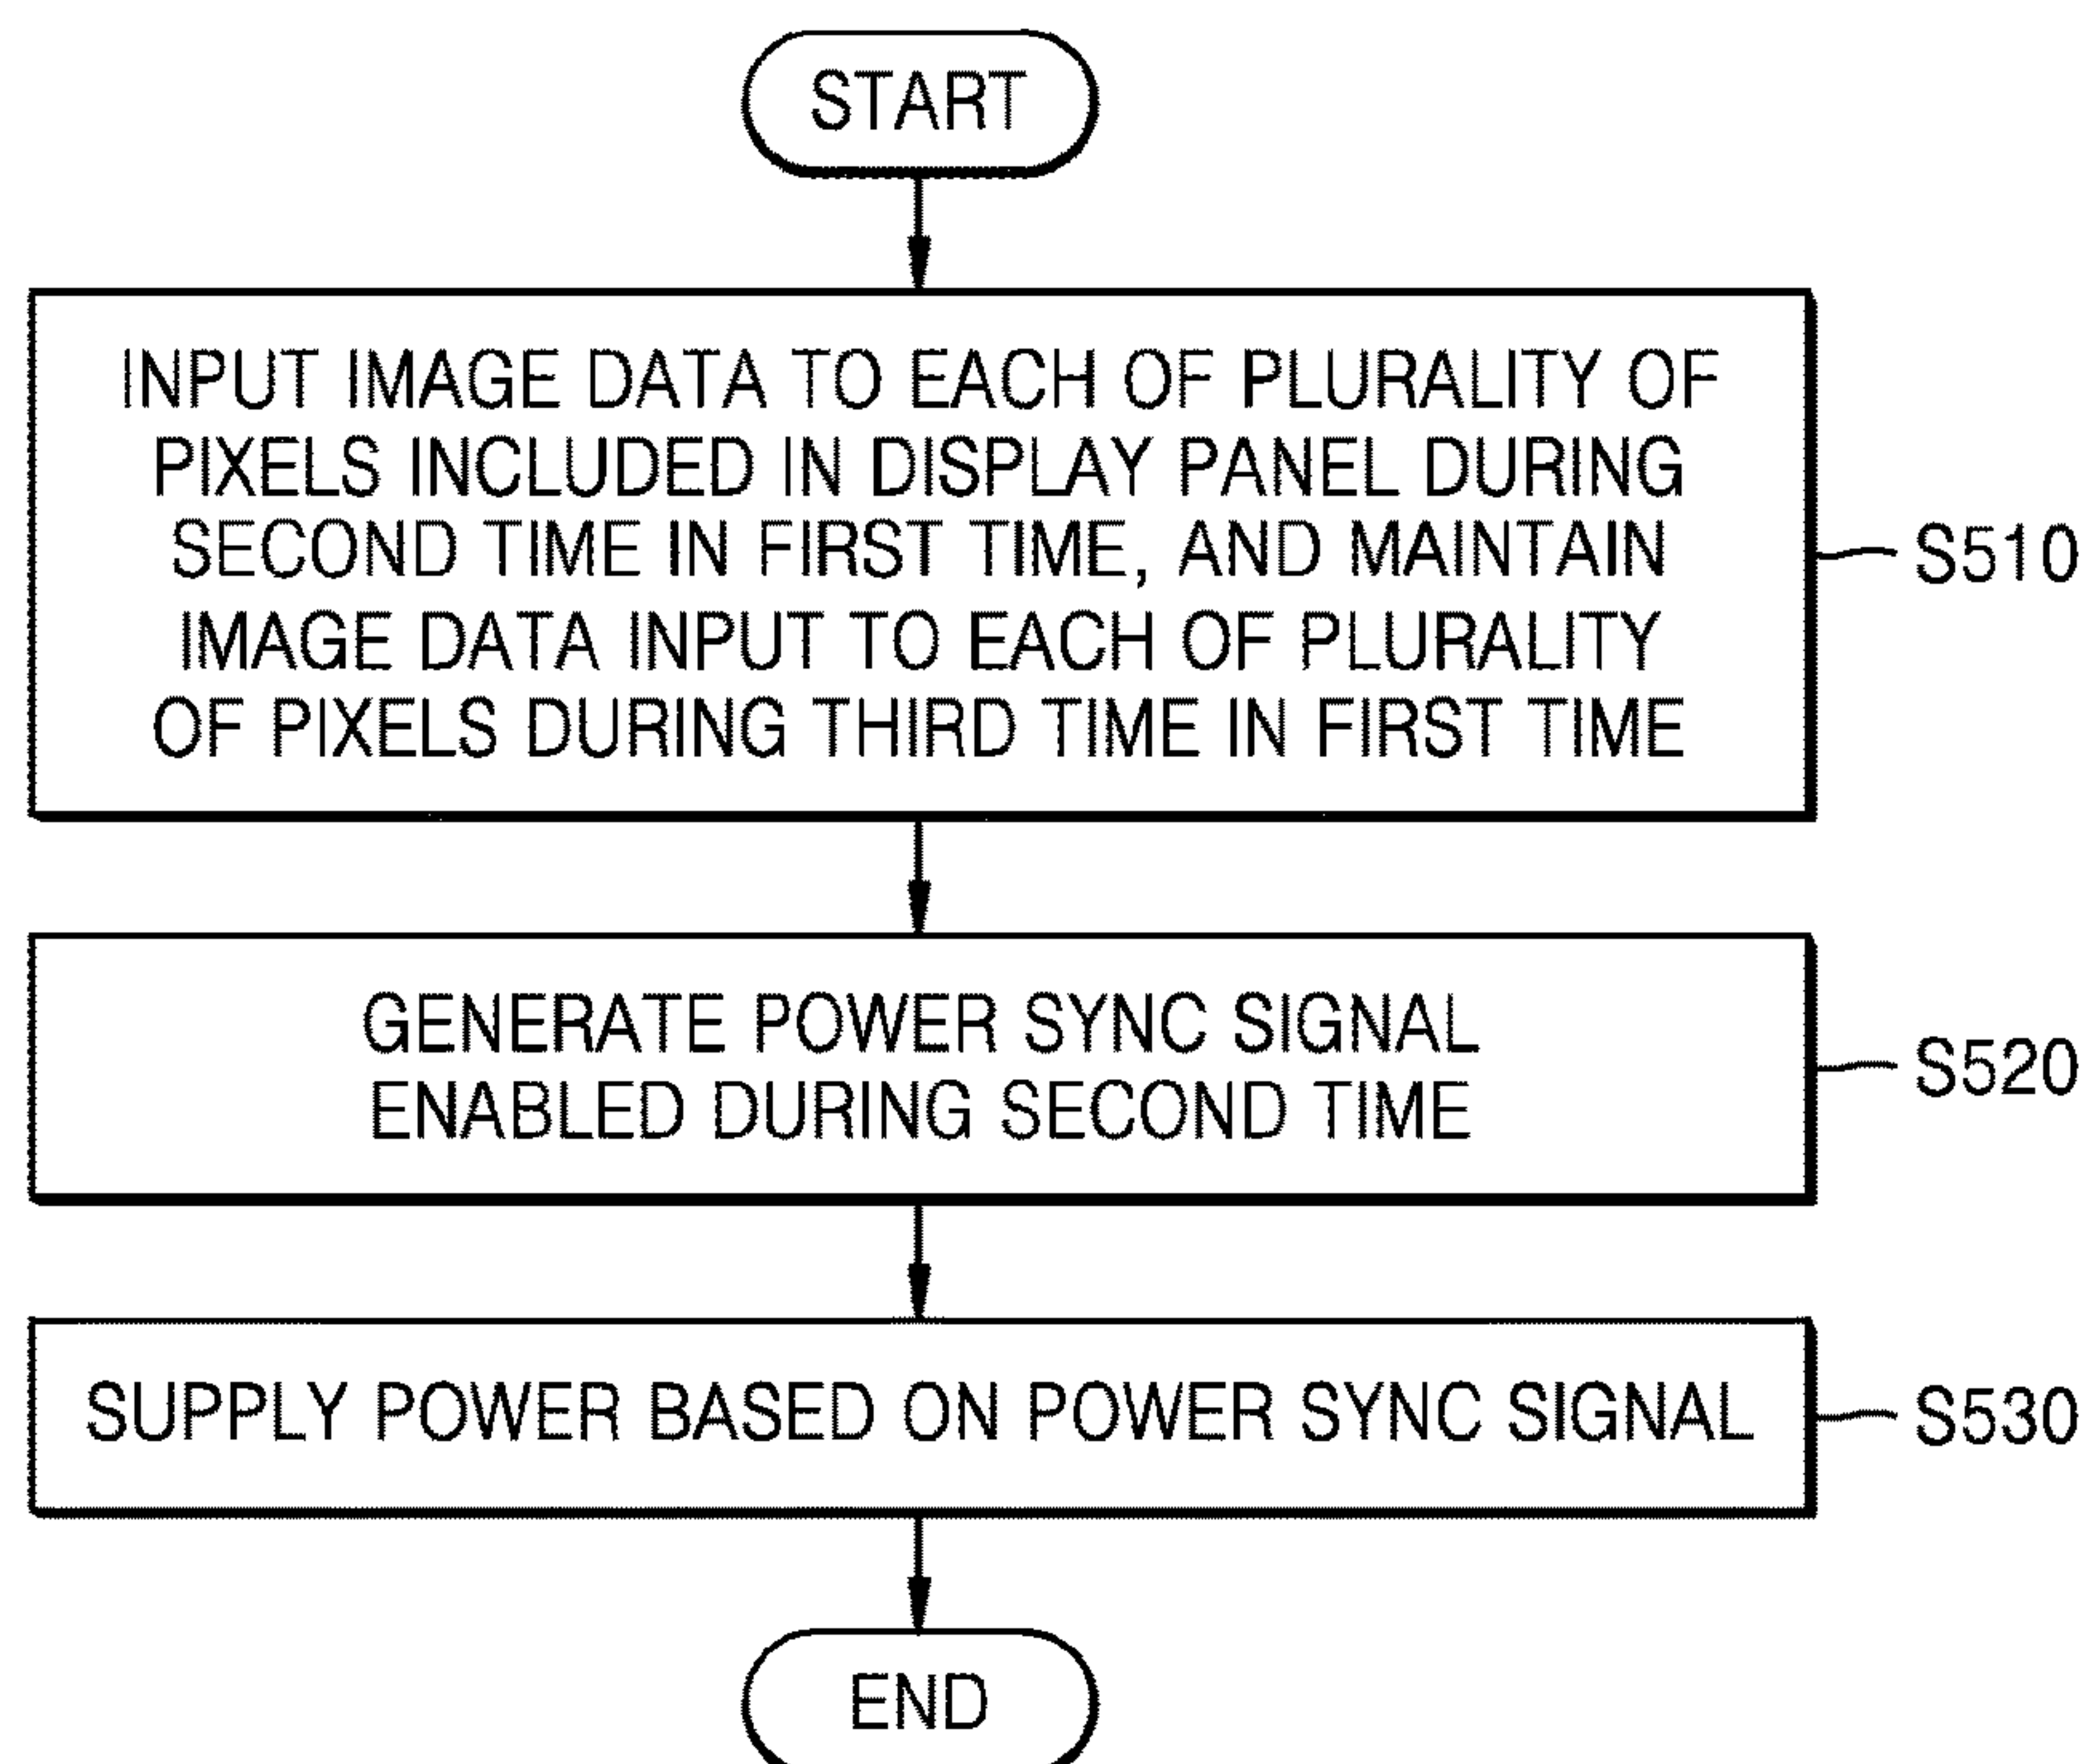 START
INPUT IMAGE DATA TO EACH OF PLURALITY OF
PIXELS INCLUDED IN DISPLAY PANEL DURING
SECOND TIME IN FIRST TIME, AND MAINTAIN
IMAGE DATA INPUT TO EACH OF PLURALITY
OF PIXELS DURING THIRD TIME IN FIRST TIME
S510
GENERATE POWER SYNC SIGNAL
ENABLED DURING SECOND TIME
S520
SUPPLY POWER BASED ON POWER SYNC SIGNAL
S530
END